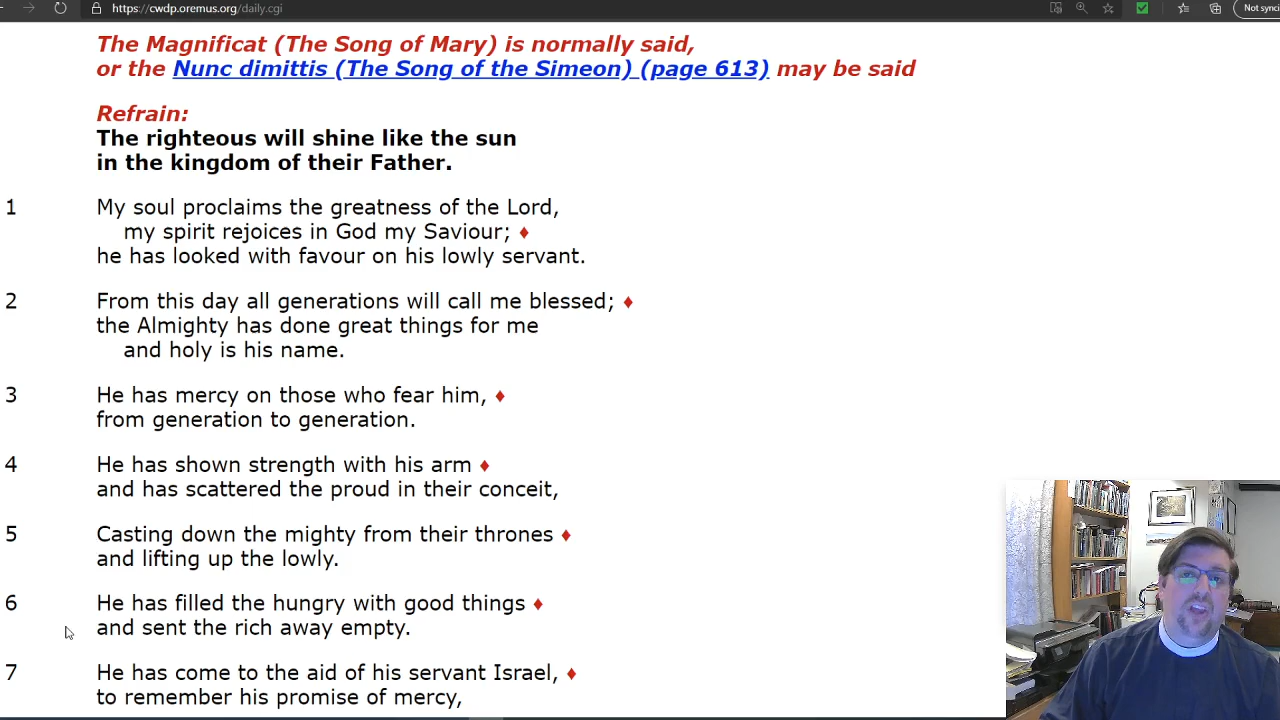 https://cwdp.oremus.org/daily.cgi
Not synci
The Magnificat (The Song of Mary) is normally said,
or the Nunc dimittis (The Song of the Simeon) (page 613) may be said
Refrain:
The righteous will shine like the sun
in the kingdom of their Father.
1 My soul proclaims the greatness of the Lord,
my spirit rejoices in God my Saviour; ♦
he has looked with favour on his lowly servant.
2 From this day all generations will call me blessed; ♦
the Almighty has done great things for me
and holy is his name.
3 He has mercy on those who fear him, ♦
from generation to generation.
4 He has shown strength with his arm ♦
and has scattered the proud in their conceit,
5 Casting down the mighty from their thrones ♦
and lifting up the lowly.
6 He has filled the hungry with good things ♦
and sent the rich away empty.
7 He has come to the aid of his servant Israel, ♦
to remember his promise of mercy,